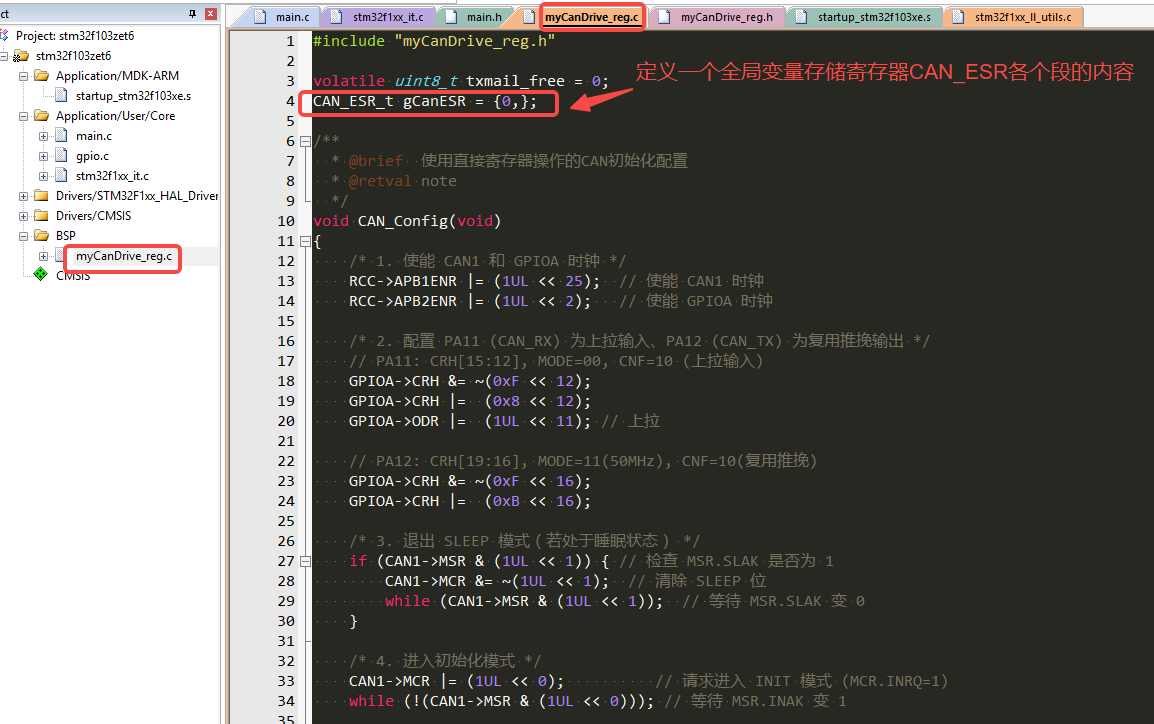 ct
Project: stm32f103zet6
stm32f103zet6
Application/MDK-ARM
startup_stm32f103xe.s
Application/User/Core
main.c
gpio.c
stm32f1xx_it.c
Drivers/STM32F1xx_HAL_Driver
Drivers/CMSIS
BSP
myCanDrive_reg.c
CMSIS
main.c stm32f1xx_it.c main.h myCanDrive_reg.c myCanDrive_reg.h startup_stm32f103xe.s stm32f1xx_ll_utils.c
1 #include "myCanDrive_reg.h"
2
3 volatile uint8_t txmail_free = 0;
定义一个全局变量存储寄存器CAN_ESR各个段的内容
4 CAN_ESR_t gCanESR = {0,};
5
6 /**
7 * @brief 使用直接寄存器操作的CAN初始化配置
8 * @retval note
9 */
10 void CAN_Config(void)
11 {
12 /* 1. 使能 CAN1 和 GPIOA 时钟 */
13 RCC->APB1ENR |= (1UL << 25); // 使能 CAN1 时钟
14 RCC->APB2ENR |= (1UL << 2); // 使能 GPIOA 时钟
15
16 /* 2. 配置 PA11 (CAN_RX) 为上拉输入、PA12 (CAN_TX) 为复用推挽输出 */
17 // PA11: CRH[15:12], MODE=00, CNF=10 (上拉输入)
18 GPIOA->CRH &= ~(0xF << 12);
19 GPIOA->CRH |= (0x8 << 12);
20 GPIOA->ODR |= (1UL << 11); // 上拉
21
22 // PA12: CRH[19:16], MODE=11(50MHz), CNF=10(复用推挽)
23 GPIOA->CRH &= ~(0xF << 16);
24 GPIOA->CRH |= (0xB << 16);
25
26 /* 3. 退出 SLEEP 模式（若处于睡眠状态）*/
27 if (CAN1->MSR & (1UL << 1)) { // 检查 MSR.SLAK 是否为 1
28 CAN1->MCR &= ~(1UL << 1); // 清除 SLEEP 位
29 while (CAN1->MSR & (1UL << 1)); // 等待 MSR.SLAK 变 0
30 }
31
32 /* 4. 进入初始化模式 */
33 CAN1->MCR |= (1UL << 0); // 请求进入 INIT 模式 (MCR.INRQ=1)
34 while (!(CAN1->MSR & (1UL << 0))); // 等待 MSR.INAK 变 1
35